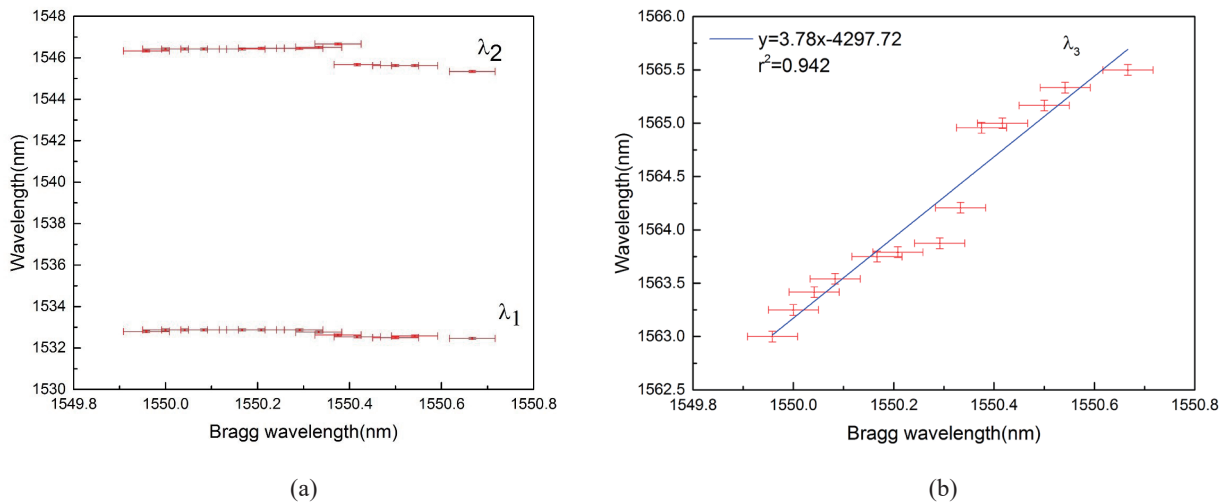 1548
1546
1544
1542
1540
1538
1536
1534
1532
1530
Wavelength(nm)
λ2
λ1
1549.8
1550.0
1550.2
1550.4
1550.6
1550.8
Bragg wavelength(nm)
(a)
1566.0
1565.5
1565.0
1564.5
1564.0
1563.5
1563.0
1562.5
Wavelength(nm)
y=3.78x-4297.72
r²=0.942
λ3
1549.8
1550.0
1550.2
1550.4
1550.6
1550.8
Bragg wavelength(nm)
(b)